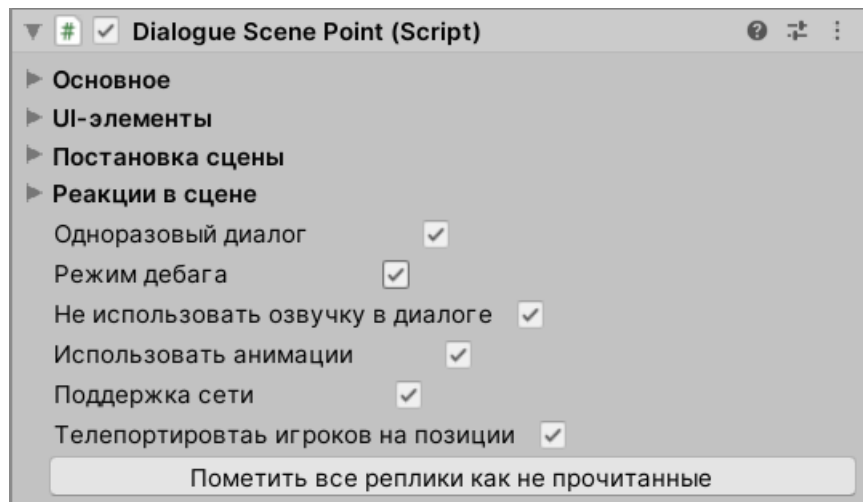 # Dialogue Scene Point (Script)
Основное
UI-элементы
Постановка сцены
Реакции в сцене
Одноразовый диалог
Режим дебага
Не использовать озвучку в диалоге
Использовать анимации
Поддержка сети
Телепортировтаь игроков на позиции
Пометить все реплики как не прочитанные